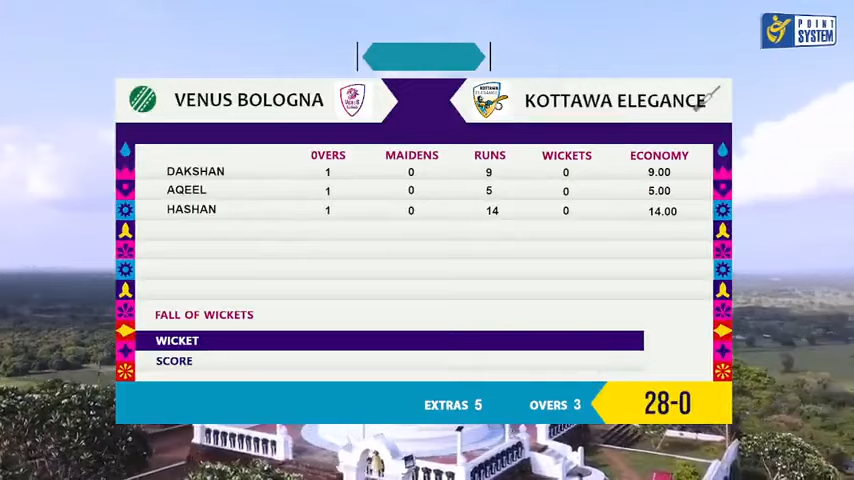 POINT SYSTEM
VENUS BOLOGNA KOTTAWA ELEGANCE
OVERS MAIDENS RUNS WICKETS ECONOMY
DAKSHAN 1 0 9 0 9.00
AQEEL 1 0 5 0 5.00
HASHAN 1 0 14 0 14.00
FALL OF WICKETS
WICKET
SCORE
EXTRAS 5 OVERS 3 28-0